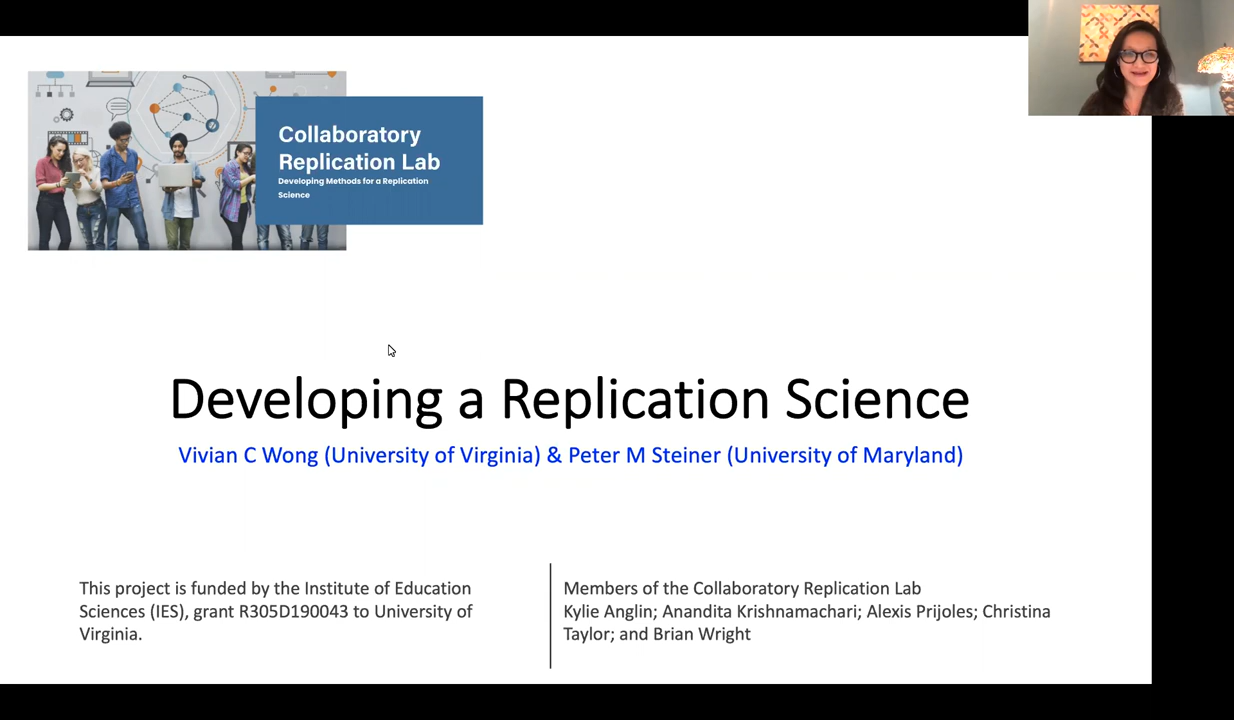 Collaboratory
Replication Lab
Developing Methods for a Replication
Science
Developing a Replication Science
Vivian C Wong (University of Virginia) & Peter M Steiner (University of Maryland)
This project is funded by the Institute of Education
Sciences (IES), grant R305D190043 to University of
Virginia.
Members of the Collaboratory Replication Lab
Kylie Anglin; Anandita Krishnamachari; Alexis Prijoles; Christina
Taylor; and Brian Wright